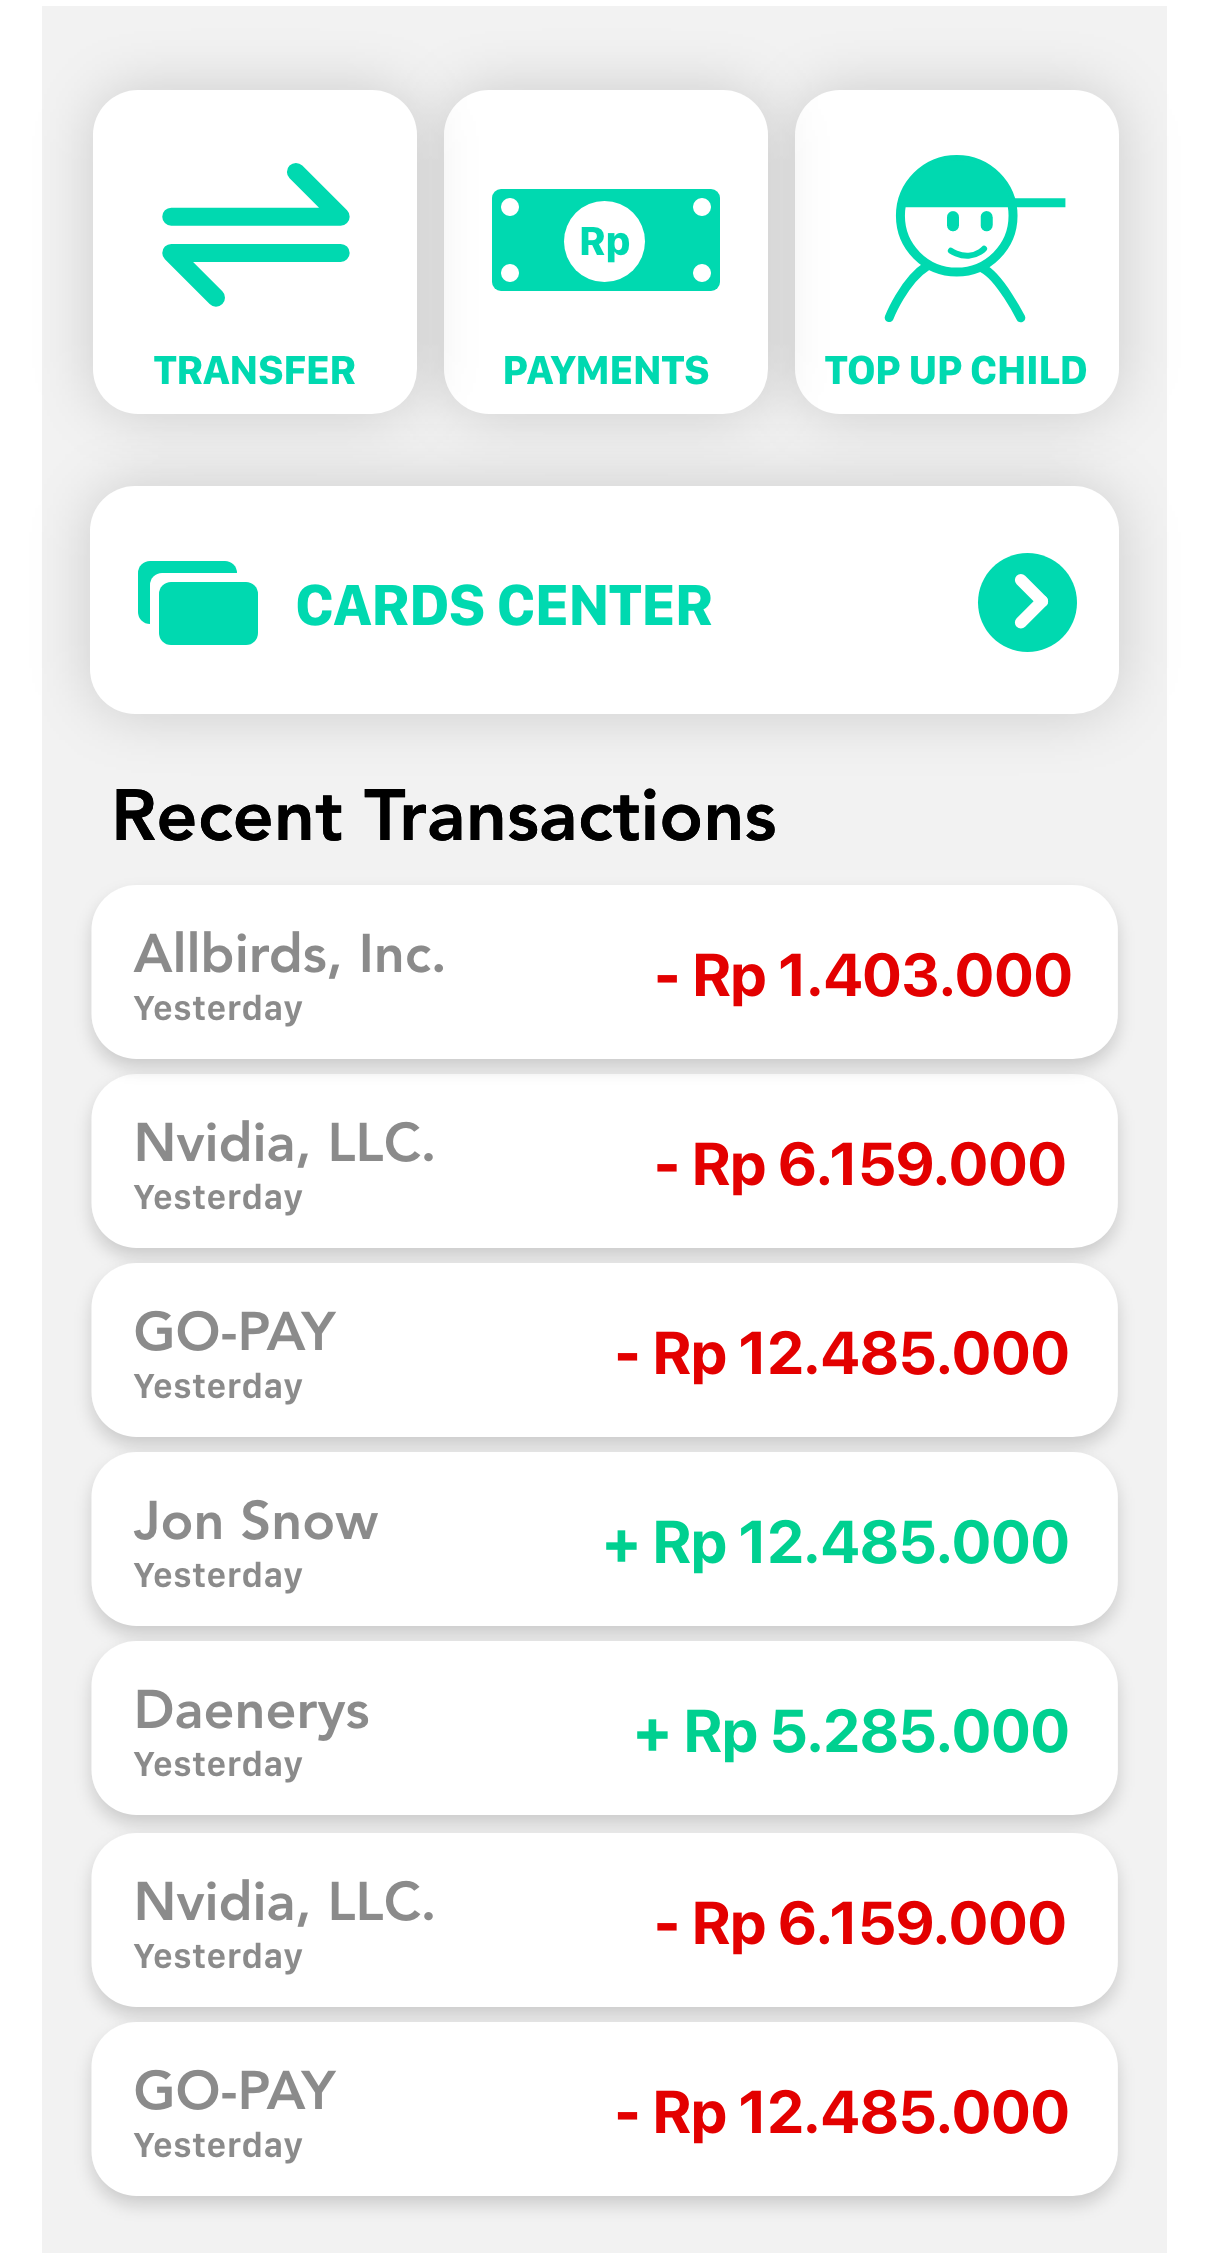 Rp
TRANSFER
PAYMENTS
TOP UP CHILD
CARDS CENTER
Recent Transactions
Allbirds, Inc.
Yesterday
- Rp 1.403.000
Nvidia, LLC.
Yesterday
- Rp 6.159.000
GO-PAY
Yesterday
- Rp 12.485.000
Jon Snow
Yesterday
+ Rp 12.485.000
Daenerys
Yesterday
+ Rp 5.285.000
Nvidia, LLC.
Yesterday
- Rp 6.159.000
GO-PAY
Yesterday
- Rp 12.485.000